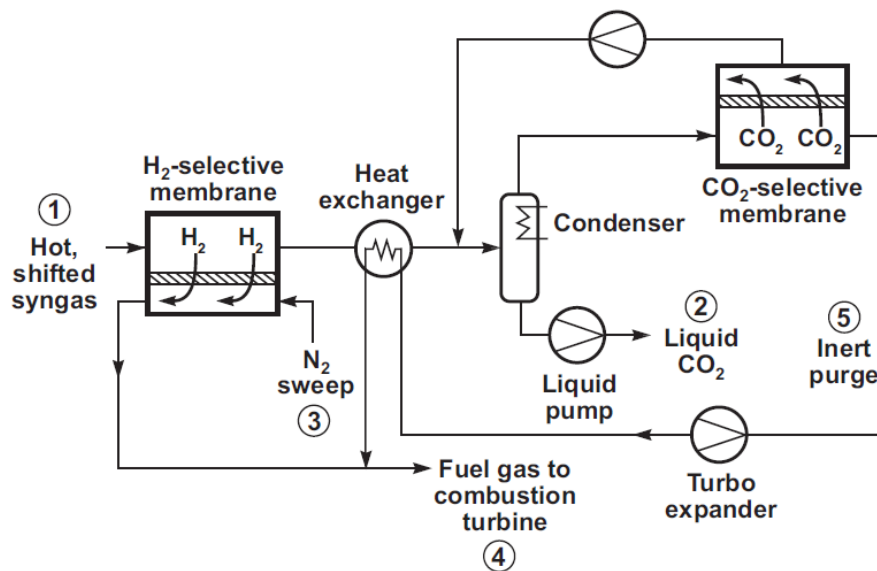 H2-selective
membrane
1
Hot,
shifted
syngas
H2 H2
N2
sweep
3
Heat
exchanger
Condenser
CO2 CO2
CO2-selective
membrane
2
Liquid
CO2
Liquid
pump
5
Inert
purge
Turbo
expander
Fuel gas to
combustion
turbine
4